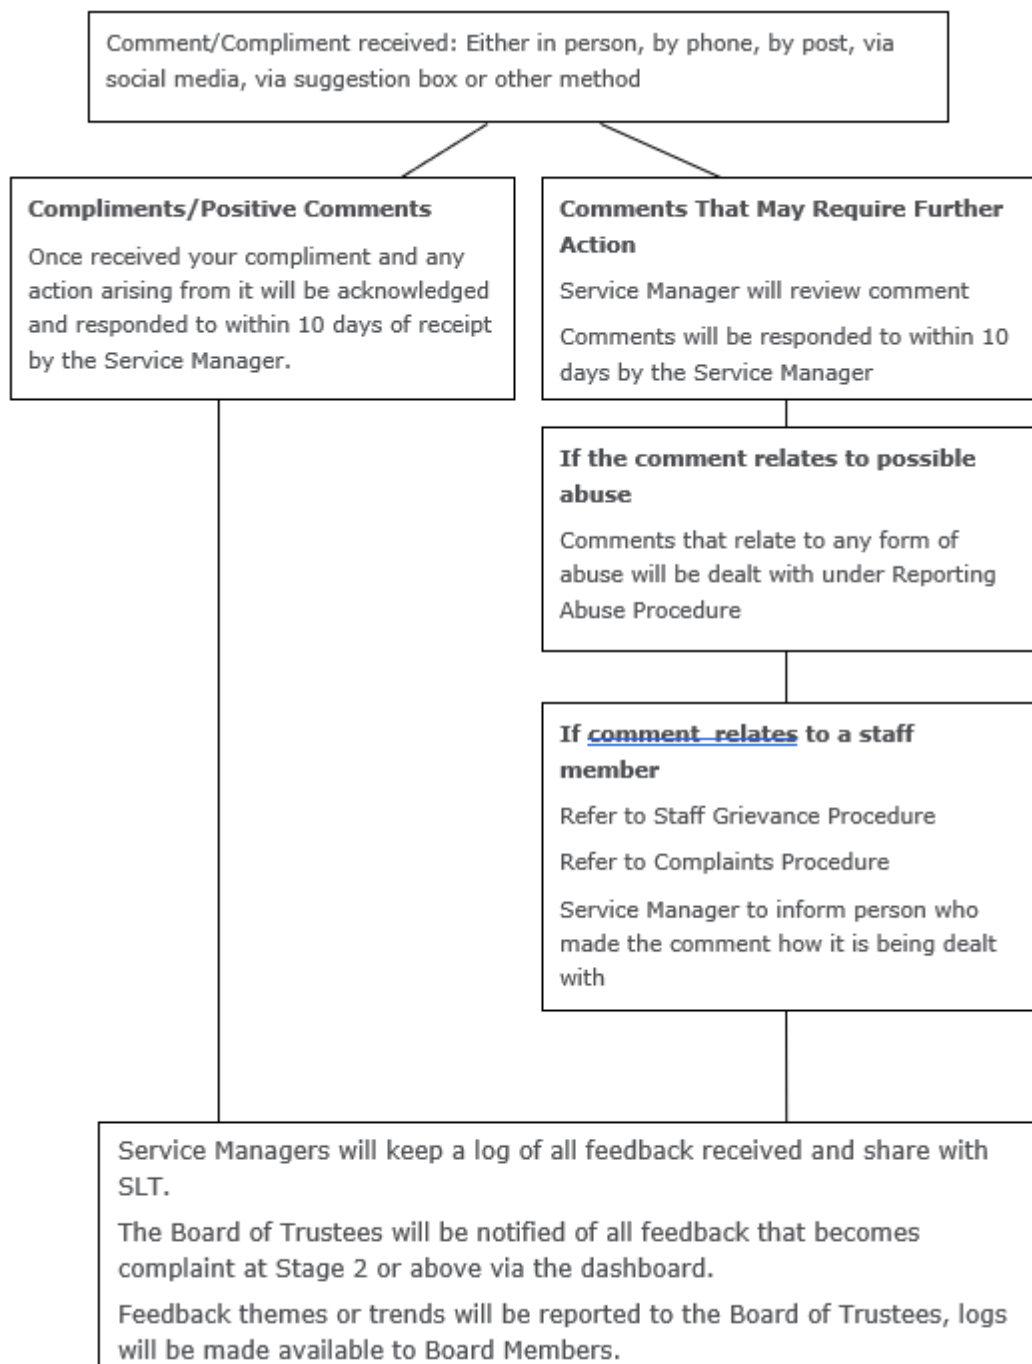 Comment/Compliment received: Either in person, by phone, by post, via
social media, via suggestion box or other method
Compliments/Positive Comments
Once received your compliment and any
action arising from it will be acknowledged
and responded to within 10 days of receipt
by the Service Manager.
Comments That May Require Further
Action
Service Manager will review comment
Comments will be responded to within 10
days by the Service Manager
If the comment relates to possible
abuse
Comments that relate to any form of
abuse will be dealt with under Reporting
Abuse Procedure
If comment  relates to a staff
member
Refer to Staff Grievance Procedure
Refer to Complaints Procedure
Service Manager to inform person who
made the comment how it is being dealt
with
Service Managers will keep a log of all feedback received and share with
SLT.
The Board of Trustees will be notified of all feedback that becomes
complaint at Stage 2 or above via the dashboard.
Feedback themes or trends will be reported to the Board of Trustees, logs
will be made available to Board Members.